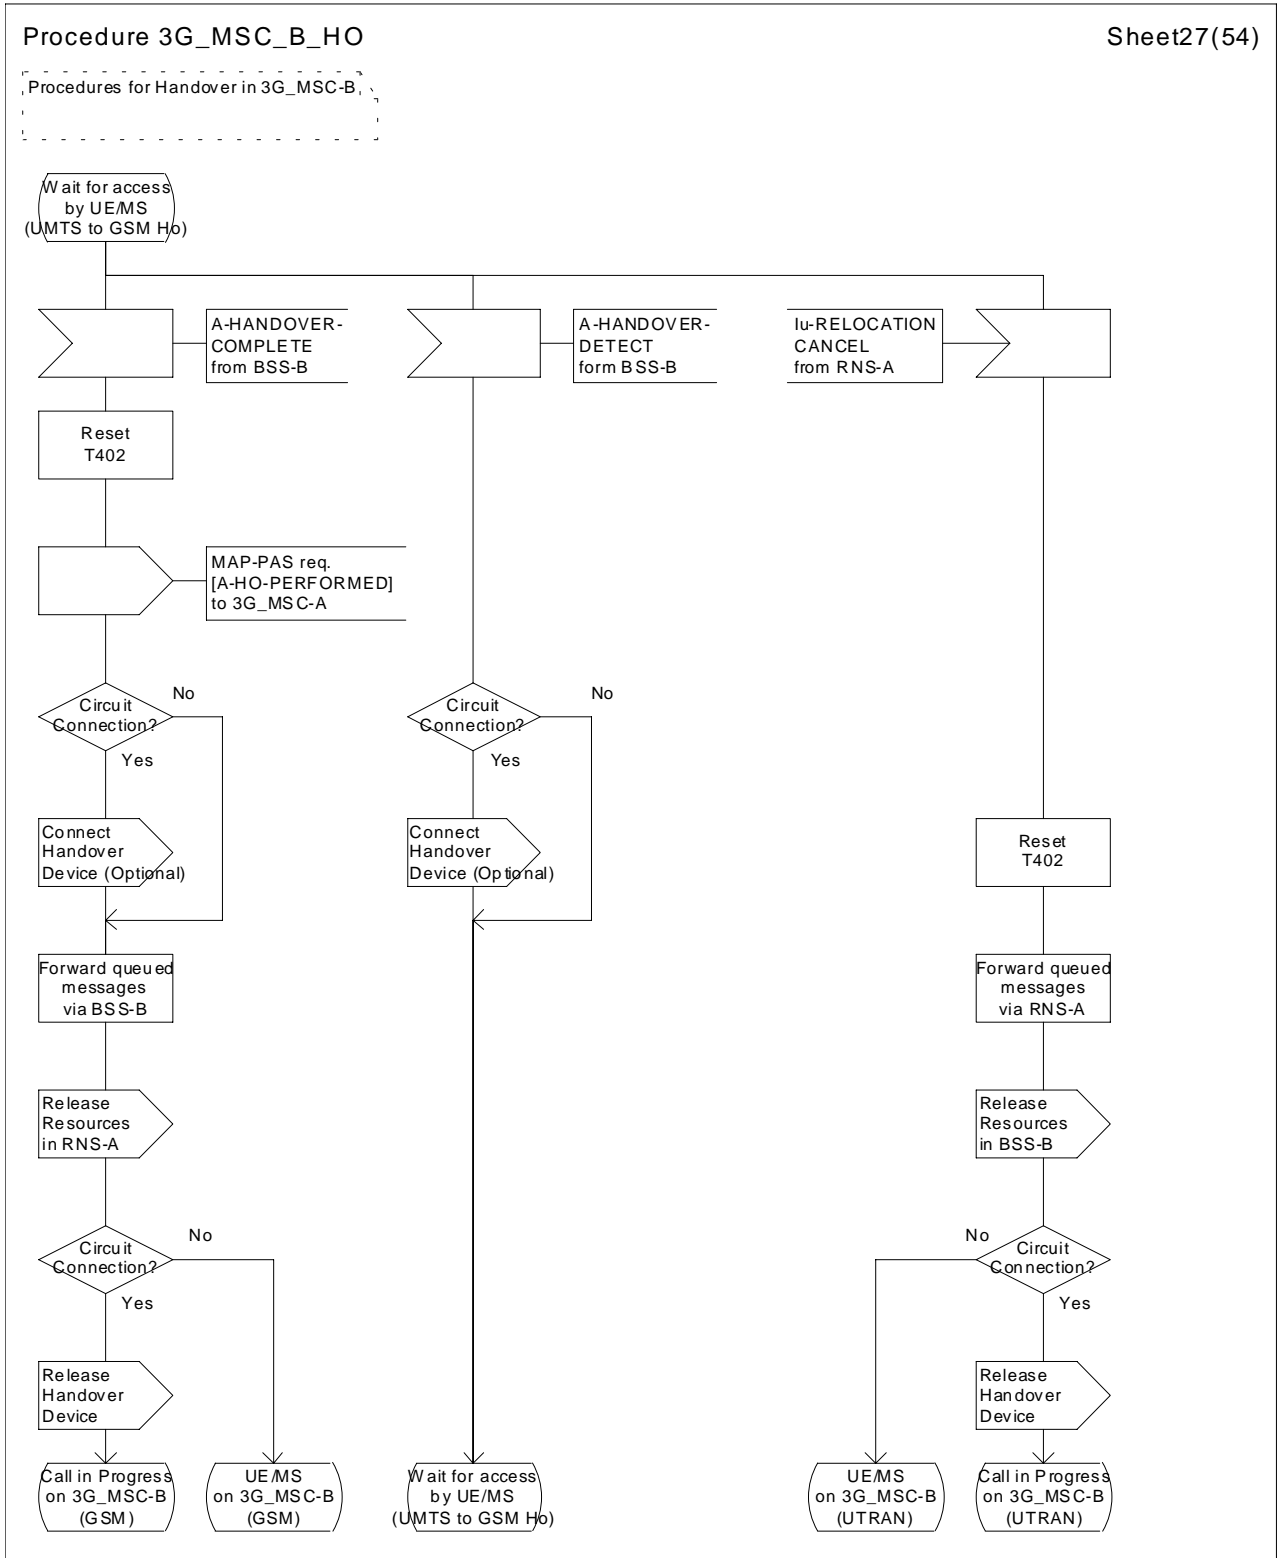 Procedure 3G_MSC_B_HO
Sheet27(54)
Procedures for Handover in 3G_MSC-B
Wait for access
by UE/MS
(UMTS to GSM Ho)
A-HANDOVER-
COMPLETE
from BSS-B
A-HANDOVER-
DETECT
form BSS-B
Iu-RELOCATION
CANCEL
from RNS-A
Reset
T402
MAP-PAS req.
[A-HO-PERFORMED]
to 3G_MSC-A
Circuit
Connection?
No
Yes
Circuit
Connection?
No
Yes
Connect
Handover
Device (Optional)
Connect
Handover
Device (Optional)
Reset
T402
Forward queued
messages
via BSS-B
Forward queued
messages
via RNS-A
Release
Resources
in RNS-A
Release
Resources
in BSS-B
Circuit
Connection?
No
Yes
No
Circuit
Connection?
Yes
Release
Handover
Device
Release
Handover
Device
Call in Progress
on 3G_MSC-B
(GSM)
UE/MS
on 3G_MSC-B
(GSM)
Wait for access
by UE/MS
(UMTS to GSM Ho)
UE/MS
on 3G_MSC-B
(UTRAN)
Call in Progress
on 3G_MSC-B
(UTRAN)